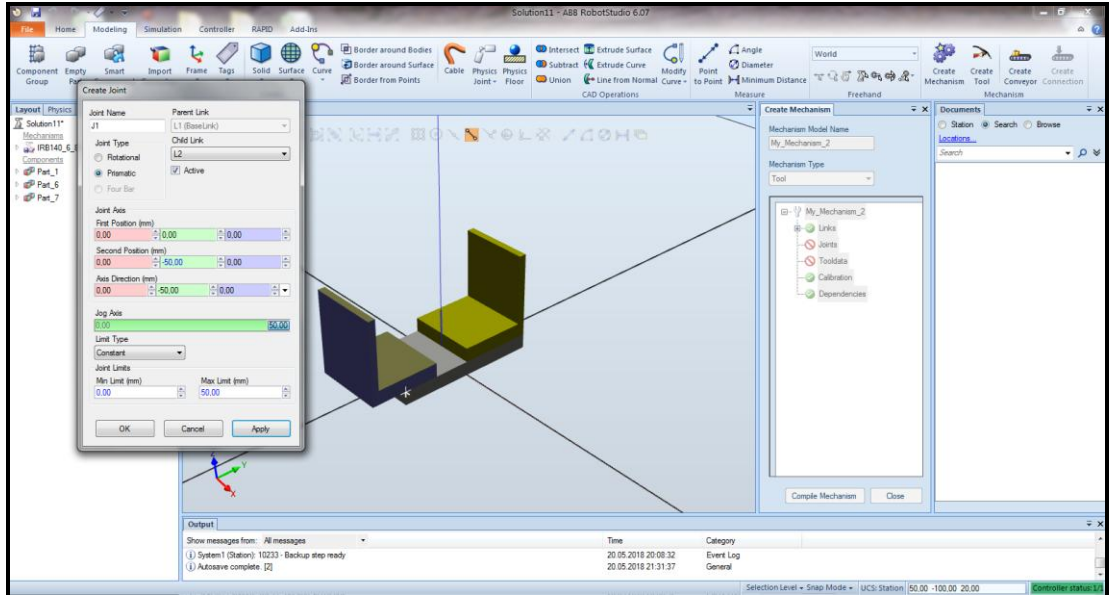 Solution11 - ABB RobotStudio 6.07
File Home Modeling Simulation Controller RAPID Add-Ins
Component Group
Empty
Smart
Import
Frame
Tags
Solid
Surface
Curve
Border around Bodies
Border around Surface
Border from Points
Cable
Physics Joint
Physics Floor
Intersect
Subtract
Union
Extrude Surface
Extrude Curve
Line from Normal
Modify Curve
CAD Operations
Point to Point
Angle
Diameter
Minimum Distance
Measure
World
Freehand
Create Mechanism
Create Tool
Create Conveyor
Create Connection
Mechanism
Layout Physics
Solution11*
Mechanisms
IRB140_6_
Components
Part_1
Part_6
Part_7
Create Joint
Joint Name
J1
Parent Link
L1 (BaseLink)
Joint Type
Rotational
Prismatic
Four Bar
Child Link
L2
Active
Joint Axis
First Position (mm)
0,00 0,00 0,00
Second Position (mm)
0,00 -50,00 0,00
Axis Direction (mm)
0,00 -50,00 0,00
Jog Axis
0,00 50,00
Limit Type
Constant
Joint Limits
Min Limit (mm) Max Limit (mm)
0,00 50,00
OK Cancel Apply
Z
Y
X
Create Mechanism
Mechanism Model Name
My_Mechanism_2
Mechanism Type
Tool
My_Mechanism_2
Links
Joints
Tooldata
Calibration
Dependencies
Compile Mechanism Close
Documents
Station Search Browse
Locations...
Search
Output
Show messages from: All messages Time Category
System1 (Station): 10233 - Backup step ready 20.05.2018 20:08:32 Event Log
Autosave complete. [2] 20.05.2018 21:31:37 General
Selection Level Snap Mode UCS: Station 50,00 -100,00 20,00 Controller status: 1/1